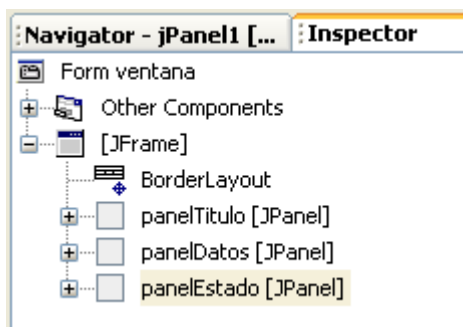 Navigator - jPanel1 [... Inspector
Form ventana
Other Components
[JFrame]
BorderLayout
panelTitulo [JPanel]
panelDatos [JPanel]
panelEstado [JPanel]